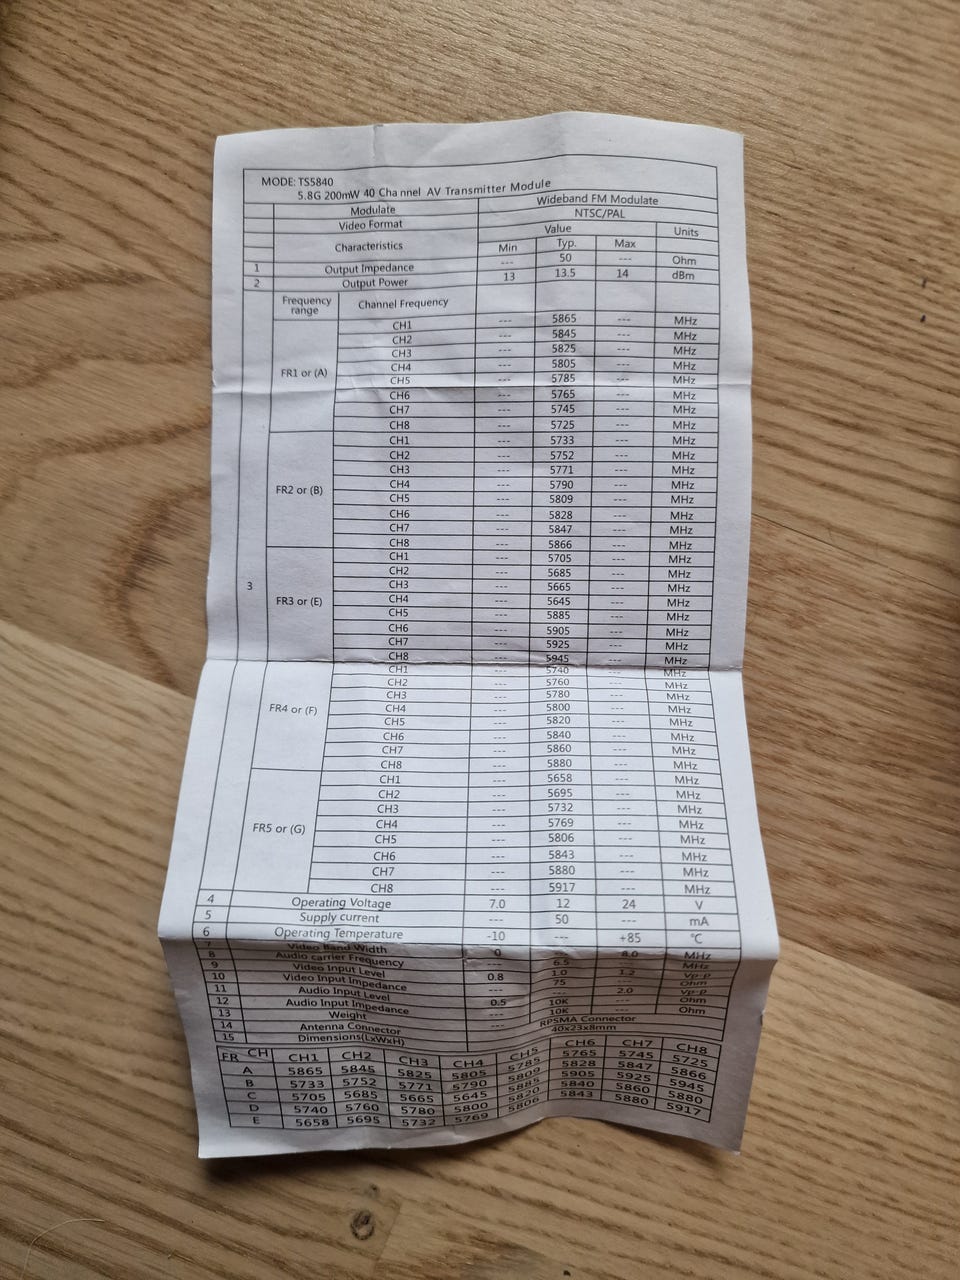 MODE: TS5840
5.8G 200mW 40 Channel AV Transmitter Module
Modulate Wideband FM Modulate
Video Format NTSC/PAL
Characteristics Value Units
Min Typ. Max
1 Output Impedance --- 50 --- Ohm
2 Output Power 13 13.5 14 dBm
3
Frequency range Channel Frequency
FR1 or (A)
CH1 --- 5865 --- MHz
CH2 --- 5845 --- MHz
CH3 --- 5825 --- MHz
CH4 --- 5805 --- MHz
CH5 --- 5785 --- MHz
CH6 --- 5765 --- MHz
CH7 --- 5745 --- MHz
CH8 --- 5725 --- MHz
FR2 or (B)
CH1 --- 5733 --- MHz
CH2 --- 5752 --- MHz
CH3 --- 5771 --- MHz
CH4 --- 5790 --- MHz
CH5 --- 5809 --- MHz
CH6 --- 5828 --- MHz
CH7 --- 5847 --- MHz
CH8 --- 5866 --- MHz
FR3 or (E)
CH1 --- 5705 --- MHz
CH2 --- 5685 --- MHz
CH3 --- 5665 --- MHz
CH4 --- 5645 --- MHz
CH5 --- 5885 --- MHz
CH6 --- 5905 --- MHz
CH7 --- 5925 --- MHz
CH8 --- 5945 --- MHz
FR4 or (F)
CH1 --- 5740 --- MHz
CH2 --- 5760 --- MHz
CH3 --- 5780 --- MHz
CH4 --- 5800 --- MHz
CH5 --- 5820 --- MHz
CH6 --- 5840 --- MHz
CH7 --- 5860 --- MHz
CH8 --- 5880 --- MHz
FR5 or (G)
CH1 --- 5658 --- MHz
CH2 --- 5695 --- MHz
CH3 --- 5732 --- MHz
CH4 --- 5769 --- MHz
CH5 --- 5806 --- MHz
CH6 --- 5843 --- MHz
CH7 --- 5880 --- MHz
CH8 --- 5917 --- MHz
4 Operating Voltage 7.0 12 24 V
5 Supply current --- 50 --- mA
6 Operating Temperature -10 --- +85 °C
7 Video Band Width 0 --- 8.0 MHz
8 Audio carrier Frequency --- 6.5 --- MHz
9 Video Input Level 0.8 1.0 1.2 Vp-p
10 Video Input Impedance --- 75 --- Ohm
11 Audio Input Level 0.5 --- 2.0 Vp-p
12 Audio Input Impedance --- 10K --- Ohm
13 Weight 10K
14 Antenna Connector RPSMA Connector
15 Dimensions(LxWxH) 40x23x8mm
FR CH CH1 CH2 CH3 CH4 CH5 CH6 CH7 CH8
A 5865 5845 5825 5805 5785 5765 5745 5725
B 5733 5752 5771 5790 5809 5828 5847 5866
C 5705 5685 5665 5645 5885 5905 5925 5945
D 5740 5760 5780 5800 5820 5840 5860 5880
E 5658 5695 5732 5769 5806 5843 5880 5917